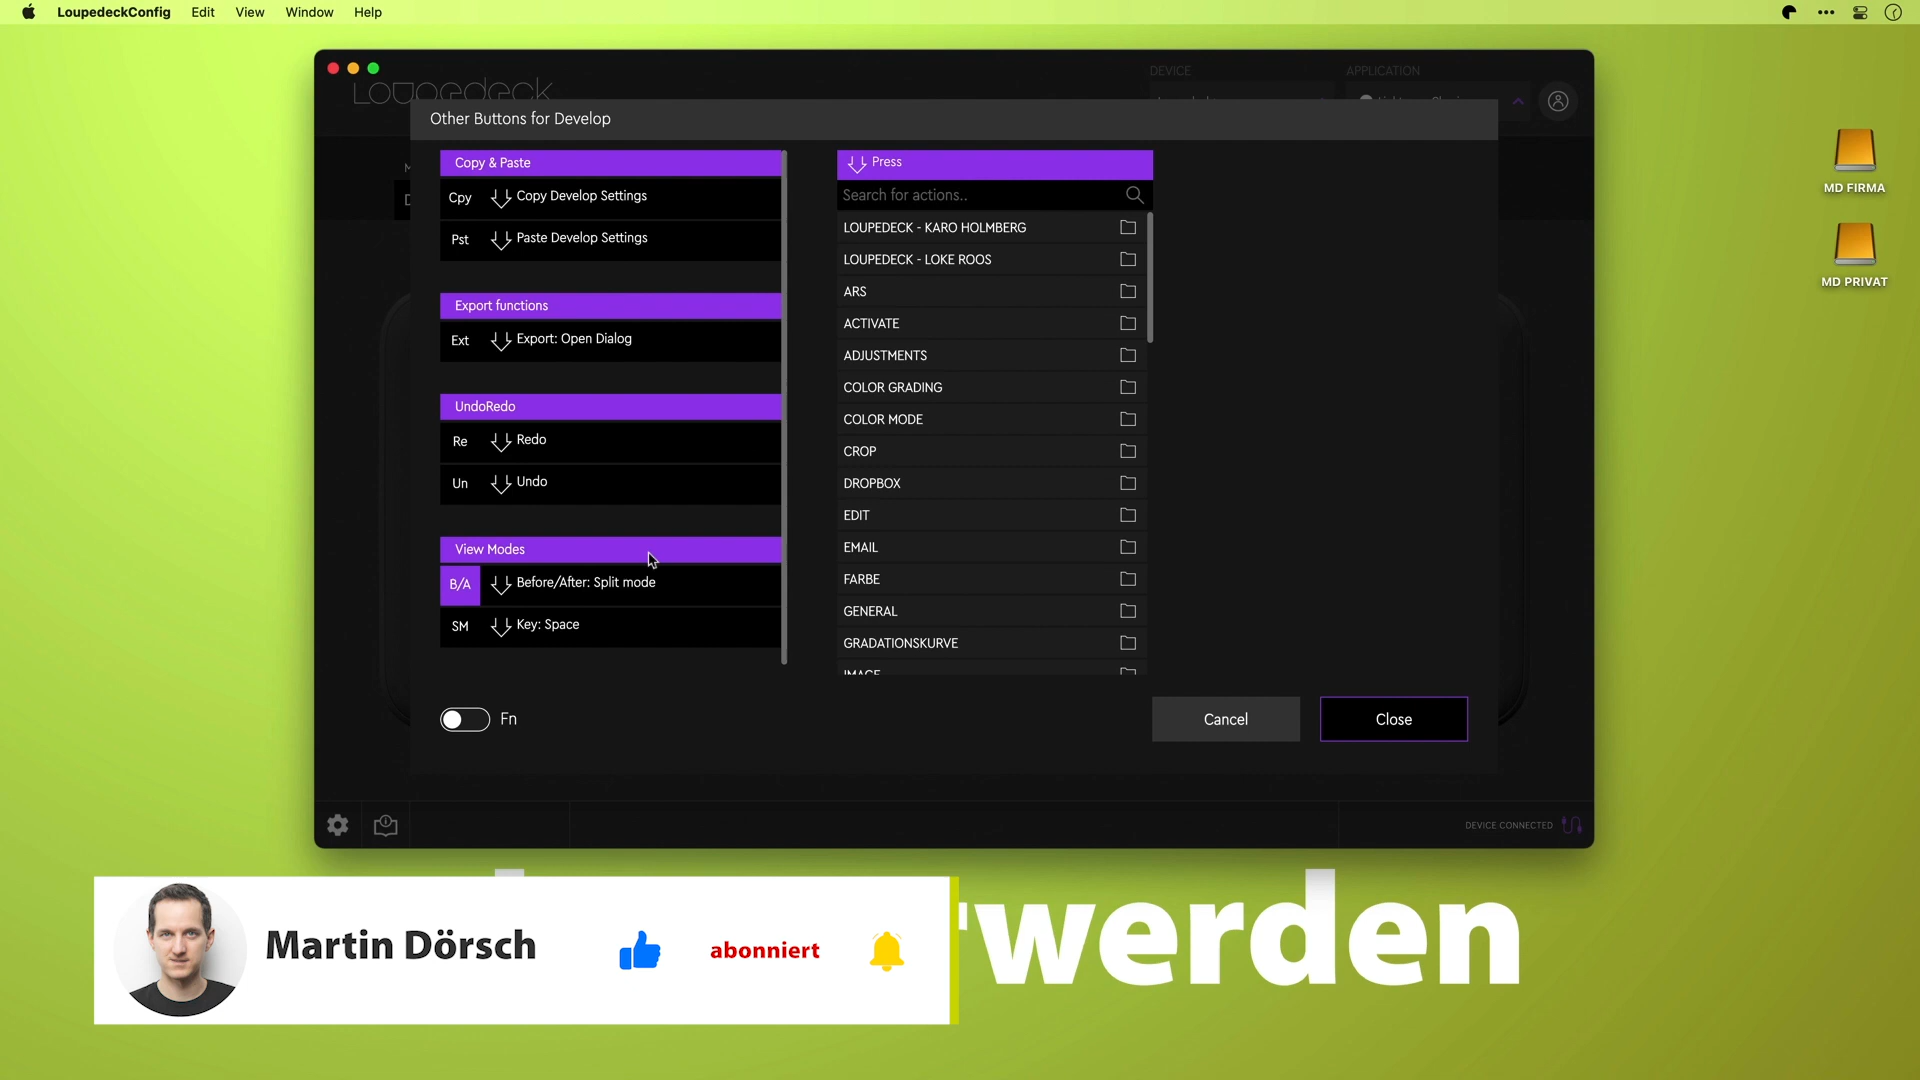 LoupedeckConfig Edit View Window Help
Loupedeck
DEVICE
APPLICATION
Other Buttons for Develop
Copy & Paste
Cpy Copy Develop Settings
Pst Paste Develop Settings
Export functions
Ext Export: Open Dialog
UndoRedo
Re Redo
Un Undo
View Modes
B/A Before/After: Split mode
SM Key: Space
Press
Search for actions..
LOUPEDECK - KARO HOLMBERG
LOUPEDECK - LOKE ROOS
ARS
ACTIVATE
ADJUSTMENTS
COLOR GRADING
COLOR MODE
CROP
DROPBOX
EDIT
EMAIL
FARBE
GENERAL
GRADATIONSKURVE
IMAGE
Fn
Cancel
Close
DEVICE CONNECTED
MD FIRMA
MD PRIVAT
Martin Dörsch
abonniert
werden